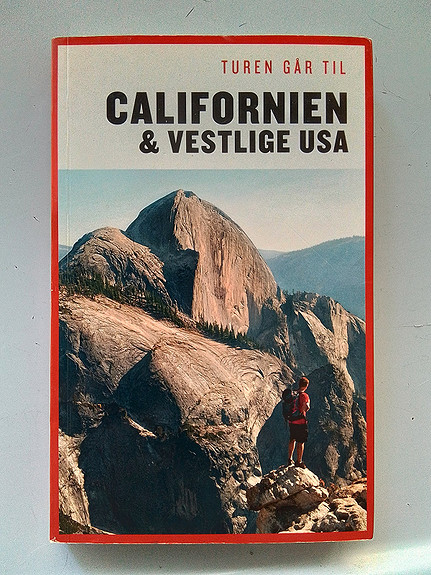 TUREN GÅR TIL
CALIFORNIEN
& VESTLIGE USA